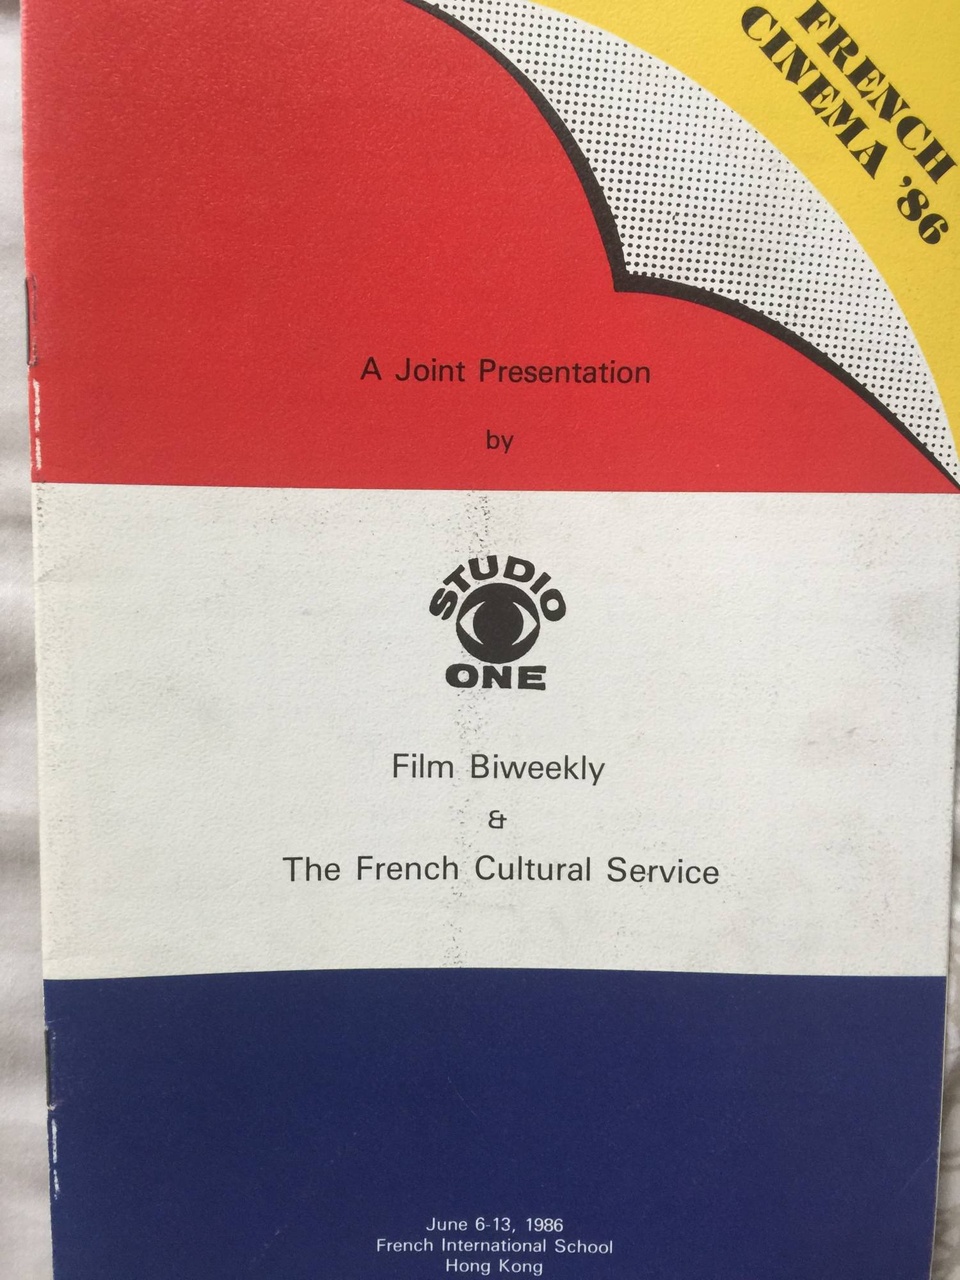 FRENCH
CINEMA '86
A Joint Presentation
by
STUDIO
ONE
Film Biweekly
&
The French Cultural Service
June 6-13, 1986
French International School
Hong Kong